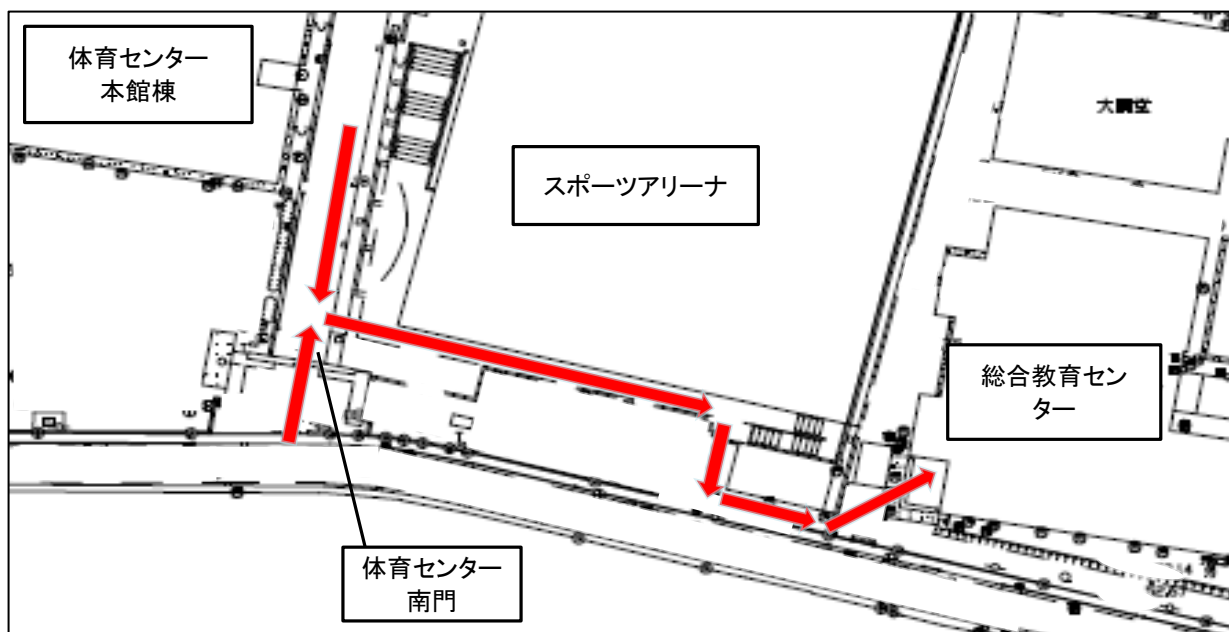 体育センター
本館棟
大講堂
スポーツアリーナ
総合教育セン
ター
体育センター
南門